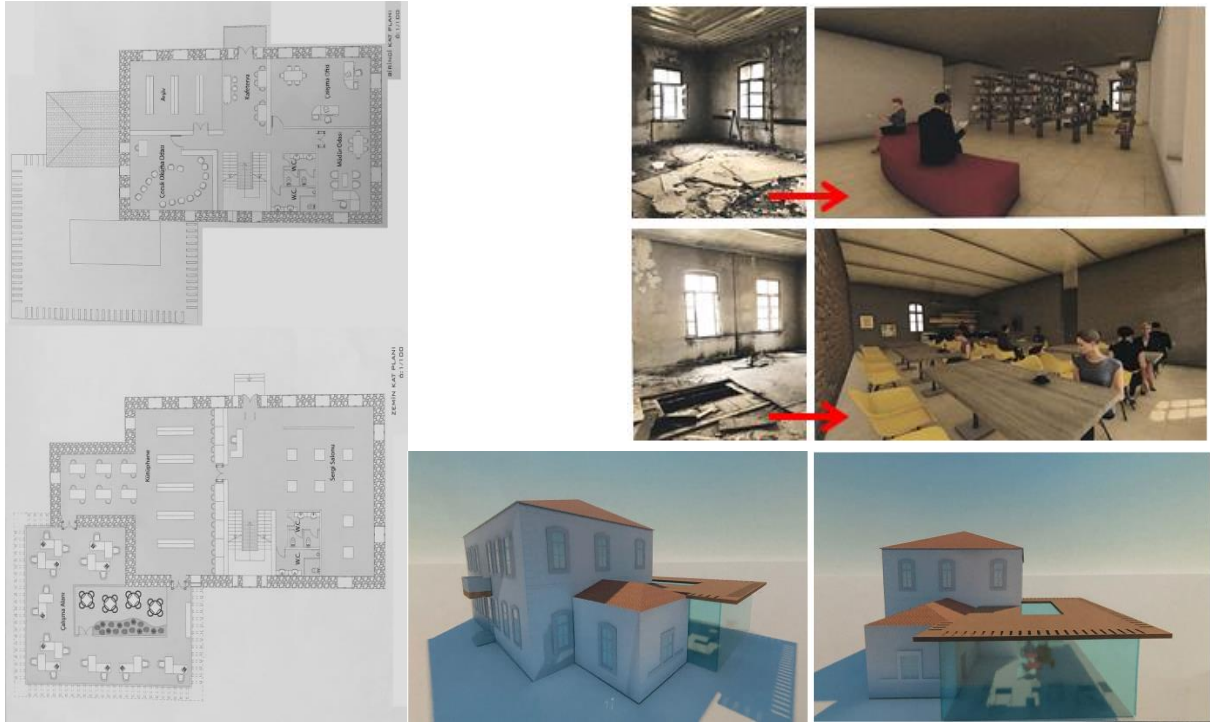 BİRİNCİ KAT PLANI
Ö:1/100
Arşiv
Kafeterya
Çalışma Ofisi
Çocuk Okuma Odası
W.C.
W.C.
Müdür Odası
ZEMİN KAT PLANI
Ö:1/100
Kütüphane
Sergi Salonu
W.C.
W.C.
Çalışma Alanı